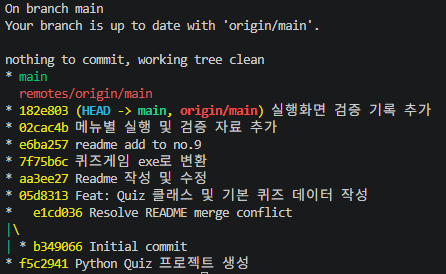 On branch main
Your branch is up to date with 'origin/main'.
nothing to commit, working tree clean
* main
remotes/origin/main
* 182e803 (HEAD -> main, origin/main) 실행화면 검증 기록 추가
* 02cac4b 메뉴별 실행 및 검증 자료 추가
* e6ba257 readme add to no.9
* 7f75b6c 퀴즈게임 exe로 변환
* aa3ee27 Readme 작성 및 수정
* 05d8313 Feat: Quiz 클래스 및 기본 퀴즈 데이터 작성
*   e1cd036 Resolve README merge conflict
|\
| * b349066 Initial commit
* f5c2941 Python Quiz 프로젝트 생성